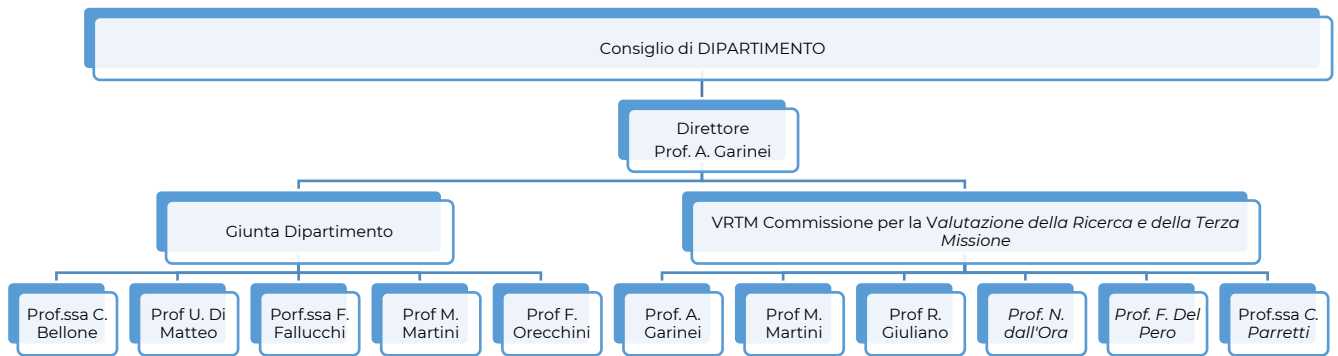 Consiglio di DIPARTIMENTO
Direttore
Prof. A. Garinei
Giunta Dipartimento
VRTM Commissione per la Valutazione della Ricerca e della Terza
Missione
Prof.ssa C.
Bellone
Prof U. Di
Matteo
Porf.ssa F.
Fallucchi
Prof M.
Martini
Prof F.
Orecchini
Prof. A.
Garinei
Prof M.
Martini
Prof R.
Giuliano
Prof. N.
dall'Ora
Prof. F. Del
Pero
Prof.ssa C.
Parretti